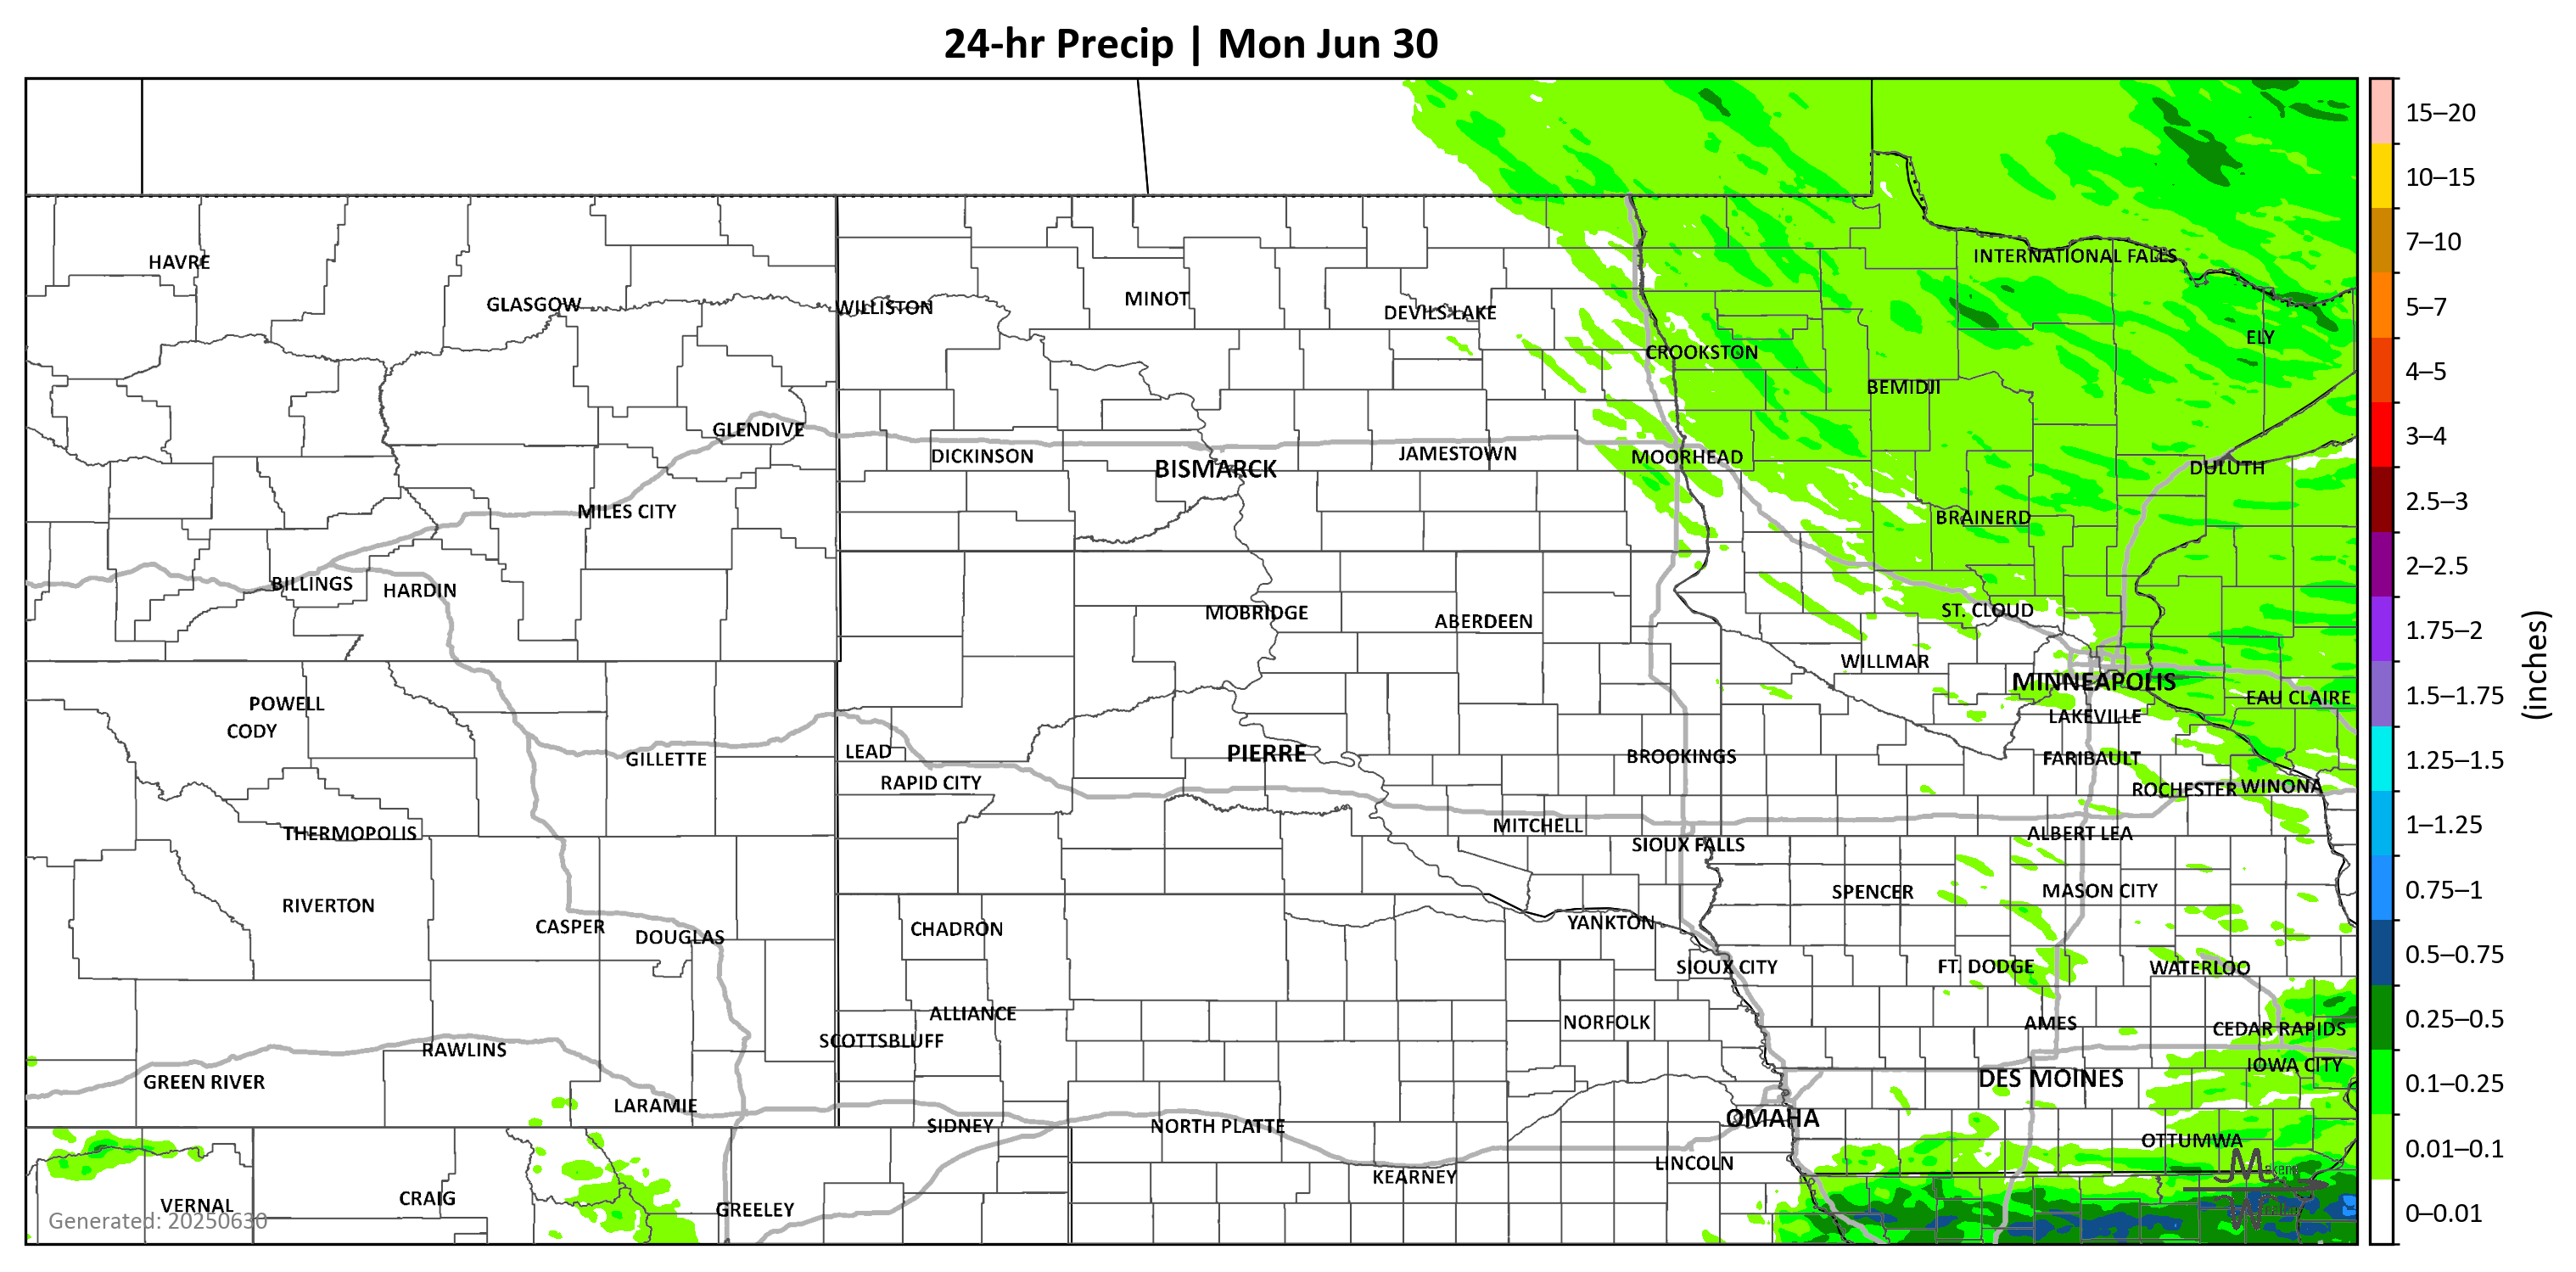 24-hr Precip | Mon Jun 30
15–20
10–15
7–10
5–7
4–5
3–4
2.5–3
2–2.5
1.75–2
1.5–1.75
1.25–1.5
1–1.25
0.75–1
0.5–0.75
0.25–0.5
0.1–0.25
0.01–0.1
0–0.01
(inches)
HAVRE
GLASGOW
WILLISTON
MINOT
DEVILS LAKE
INTERNATIONAL FALLS
ELY
CROOKSTON
BEMIDJI
GLENDIVE
DICKINSON
BISMARCK
JAMESTOWN
MOORHEAD
DULUTH
MILES CITY
BRAINERD
BILLINGS
HARDIN
MOBRIDGE
ABERDEEN
ST. CLOUD
WILLMAR
MINNEAPOLIS
EAU CLAIRE
POWELL
CODY
LAKEVILLE
GILLETTE
LEAD
RAPID CITY
PIERRE
BROOKINGS
FARIBAULT
ROCHESTER
WINONA
THERMOPOLIS
MITCHELL
SIOUX FALLS
ALBERT LEA
RIVERTON
SPENCER
MASON CITY
CASPER
DOUGLAS
CHADRON
YANKTON
SIOUX CITY
FT. DODGE
WATERLOO
ALLIANCE
SCOTTSBLUFF
NORFOLK
AMES
CEDAR RAPIDS
RAWLINS
GREEN RIVER
IOWA CITY
LARAMIE
DES MOINES
SIDNEY
NORTH PLATTE
OMAHA
OTTUMWA
LINCOLN
KEARNEY
VERNAL
CRAIG
GREELEY
Generated: 20250630